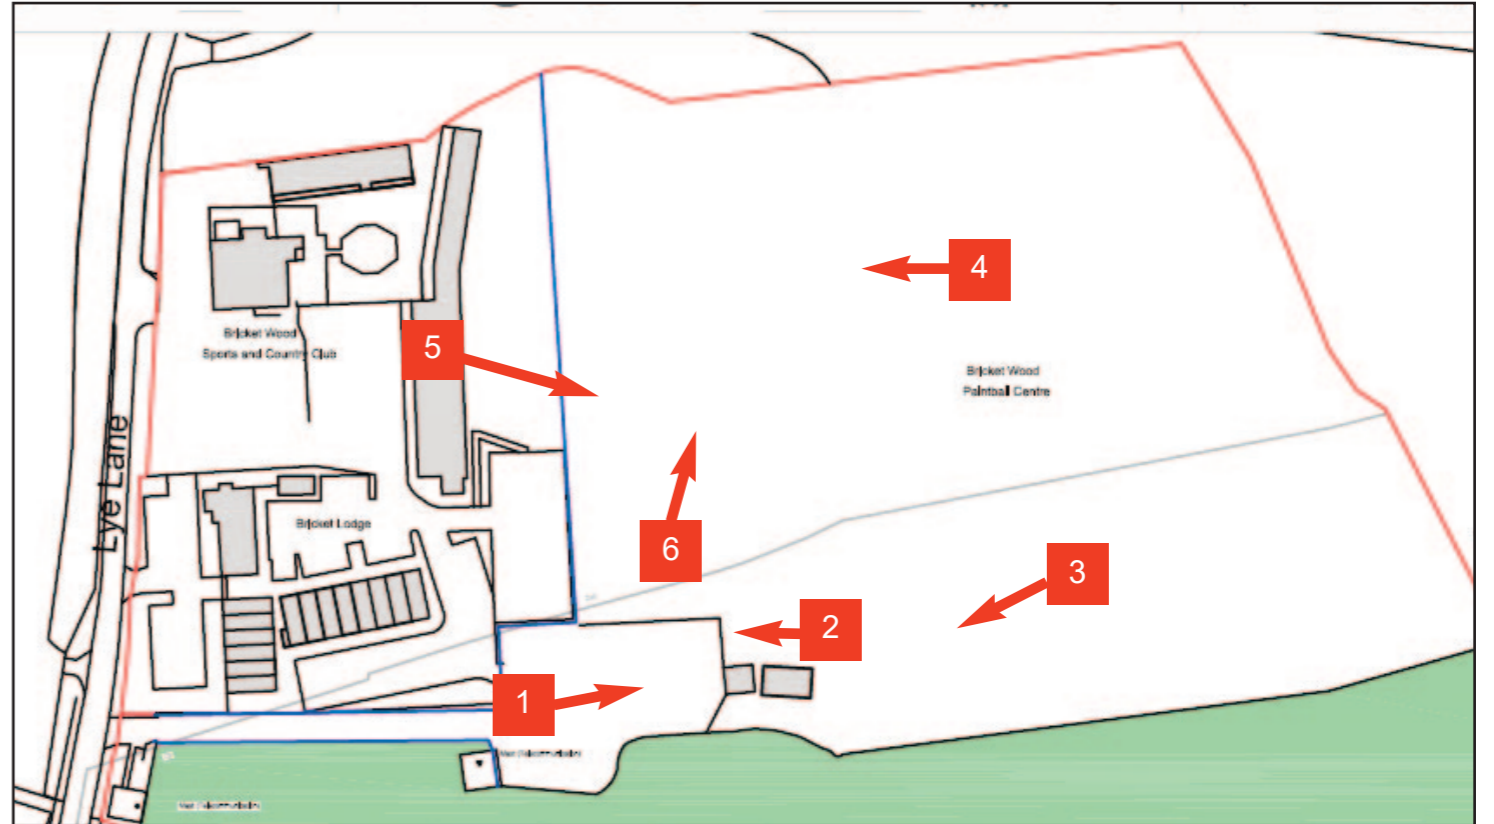 4
5
Bricket Wood
Sports and Country Club
Bricket Wood
Paintball Centre
Lye Lane
Bricket Lodge
6
3
2
1